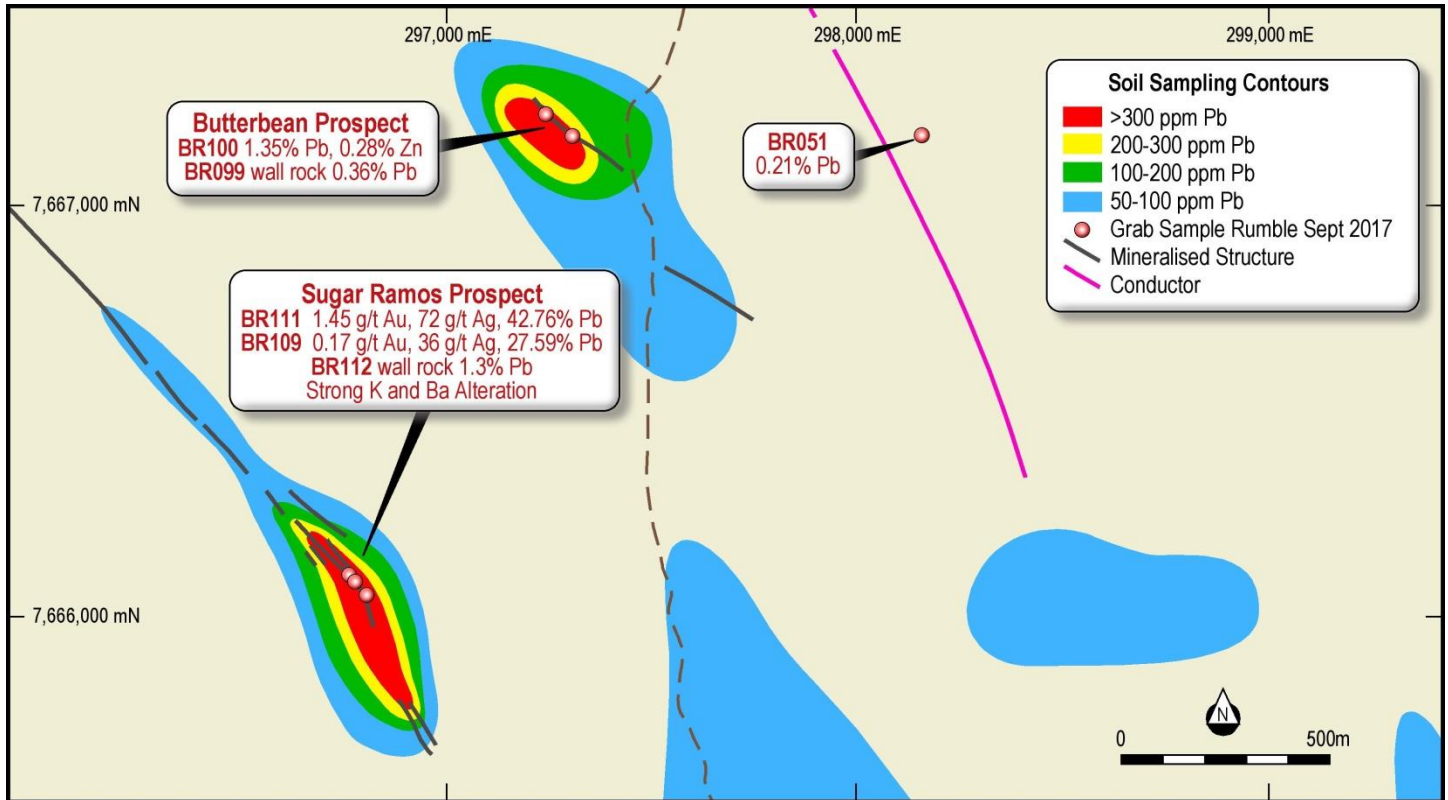 297,000 mE
298,000 mE
299,000 mE
7,667,000 mN
7,666,000 mN
Butterbean Prospect
BR100 1.35% Pb, 0.28% Zn
BR099 wall rock 0.36% Pb
BR051
0.21% Pb
Sugar Ramos Prospect
BR111 1.45 g/t Au, 72 g/t Ag, 42.76% Pb
BR109 0.17 g/t Au, 36 g/t Ag, 27.59% Pb
BR112 wall rock 1.3% Pb
Strong K and Ba Alteration
Soil Sampling Contours
>300 ppm Pb
200-300 ppm Pb
100-200 ppm Pb
50-100 ppm Pb
Grab Sample Rumble Sept 2017
Mineralised Structure
Conductor
N
0 500m